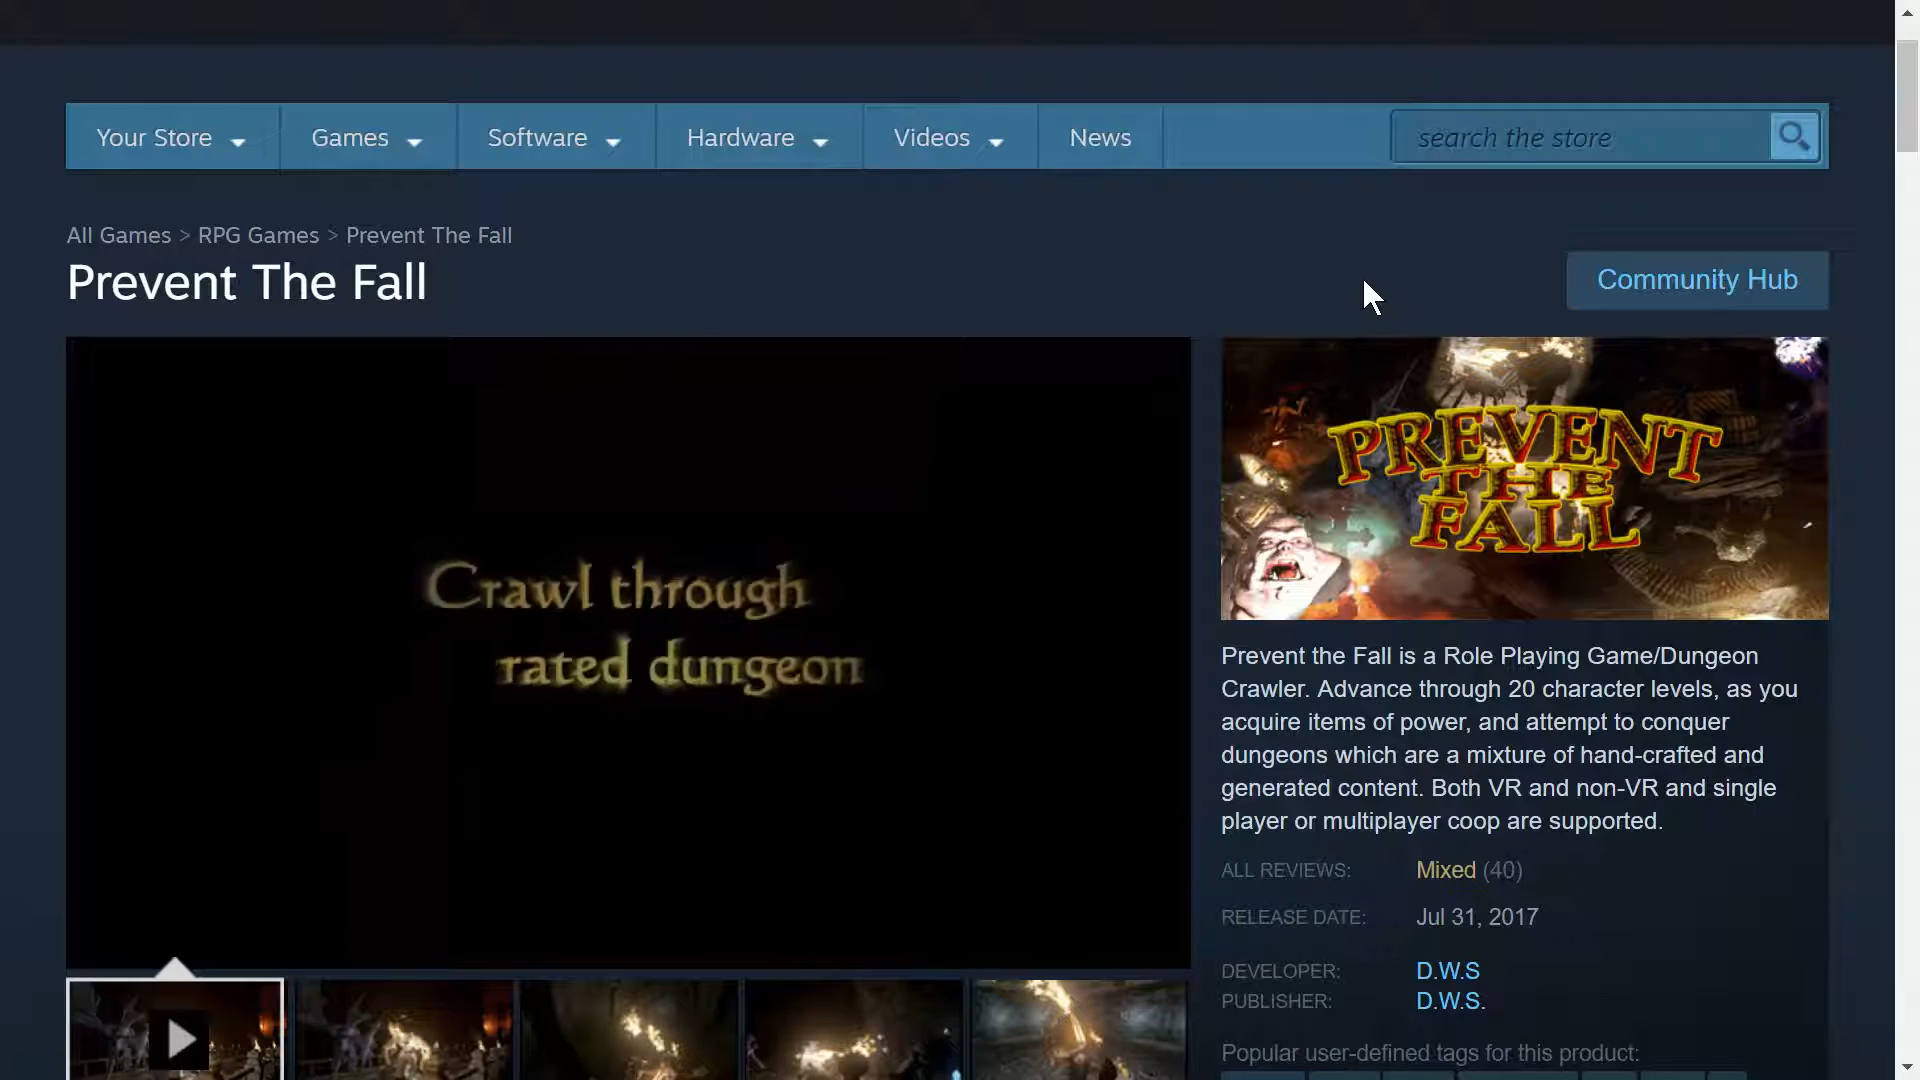 Your Store
Games
Software
Hardware
Videos
News
search the store
All Games > RPG Games > Prevent The Fall
Prevent The Fall
Community Hub
Crawl through
rated dungeon
PREVENT
THE
FALL
Prevent the Fall is a Role Playing Game/Dungeon
Crawler. Advance through 20 character levels, as you
acquire items of power, and attempt to conquer
dungeons which are a mixture of hand-crafted and
generated content. Both VR and non-VR and single
player or multiplayer coop are supported.
ALL REVIEWS: Mixed (40)
RELEASE DATE: Jul 31, 2017
DEVELOPER: D.W.S
PUBLISHER: D.W.S.
Popular user-defined tags for this product: